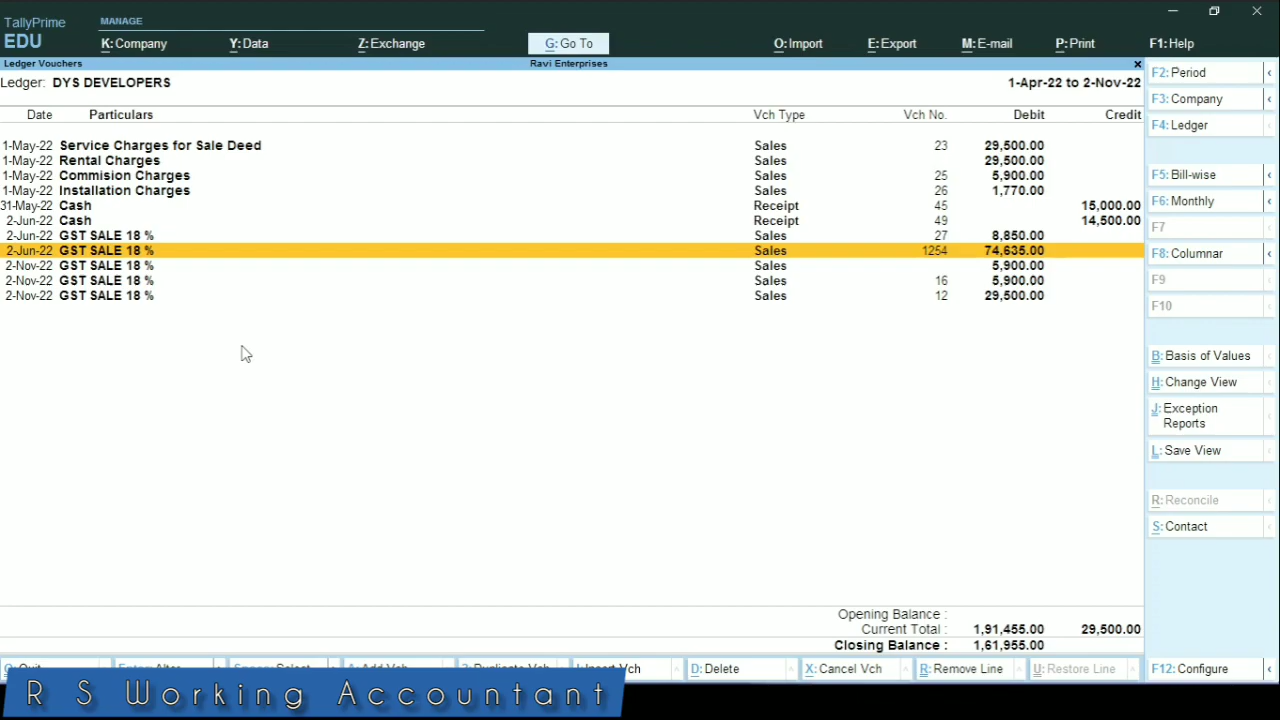 TallyPrime
EDU
MANAGE
K: Company Y: Data Z: Exchange G: Go To O: Import E: Export M: E-mail P: Print F1: Help
Ledger Vouchers Ravi Enterprises ×
Ledger: DYS DEVELOPERS 1-Apr-22 to 2-Nov-22
Date Particulars Vch Type Vch No. Debit Credit
1-May-22 Service Charges for Sale Deed Sales 23 29,500.00
1-May-22 Rental Charges Sales 29,500.00
1-May-22 Commision Charges Sales 25 5,900.00
1-May-22 Installation Charges Sales 26 1,770.00
31-May-22 Cash Receipt 45 15,000.00
2-Jun-22 Cash Receipt 49 14,500.00
2-Jun-22 GST SALE 18 % Sales 27 8,850.00
2-Jun-22 GST SALE 18 % Sales 1254 74,635.00
2-Nov-22 GST SALE 18 % Sales 5,900.00
2-Nov-22 GST SALE 18 % Sales 16 5,900.00
2-Nov-22 GST SALE 18 % Sales 12 29,500.00
Opening Balance :
Current Total : 1,91,455.00 29,500.00
Closing Balance : 1,61,955.00
F2: Period
F3: Company
F4: Ledger
F5: Bill-wise
F6: Monthly
F7
F8: Columnar
F9
F10
B: Basis of Values
H: Change View
J: Exception
Reports
L: Save View
R: Reconcile
S: Contact
D: Delete X: Cancel Vch R: Remove Line U: Restore Line F12: Configure
R S Working Accountant